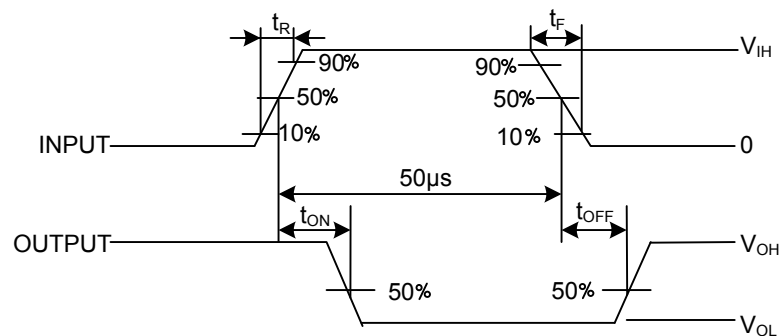 tR
tF
VIH
90%
90%
50%
50%
10%
10%
INPUT
0
50μs
tON
tOFF
OUTPUT
VOH
50%
50%
VOL